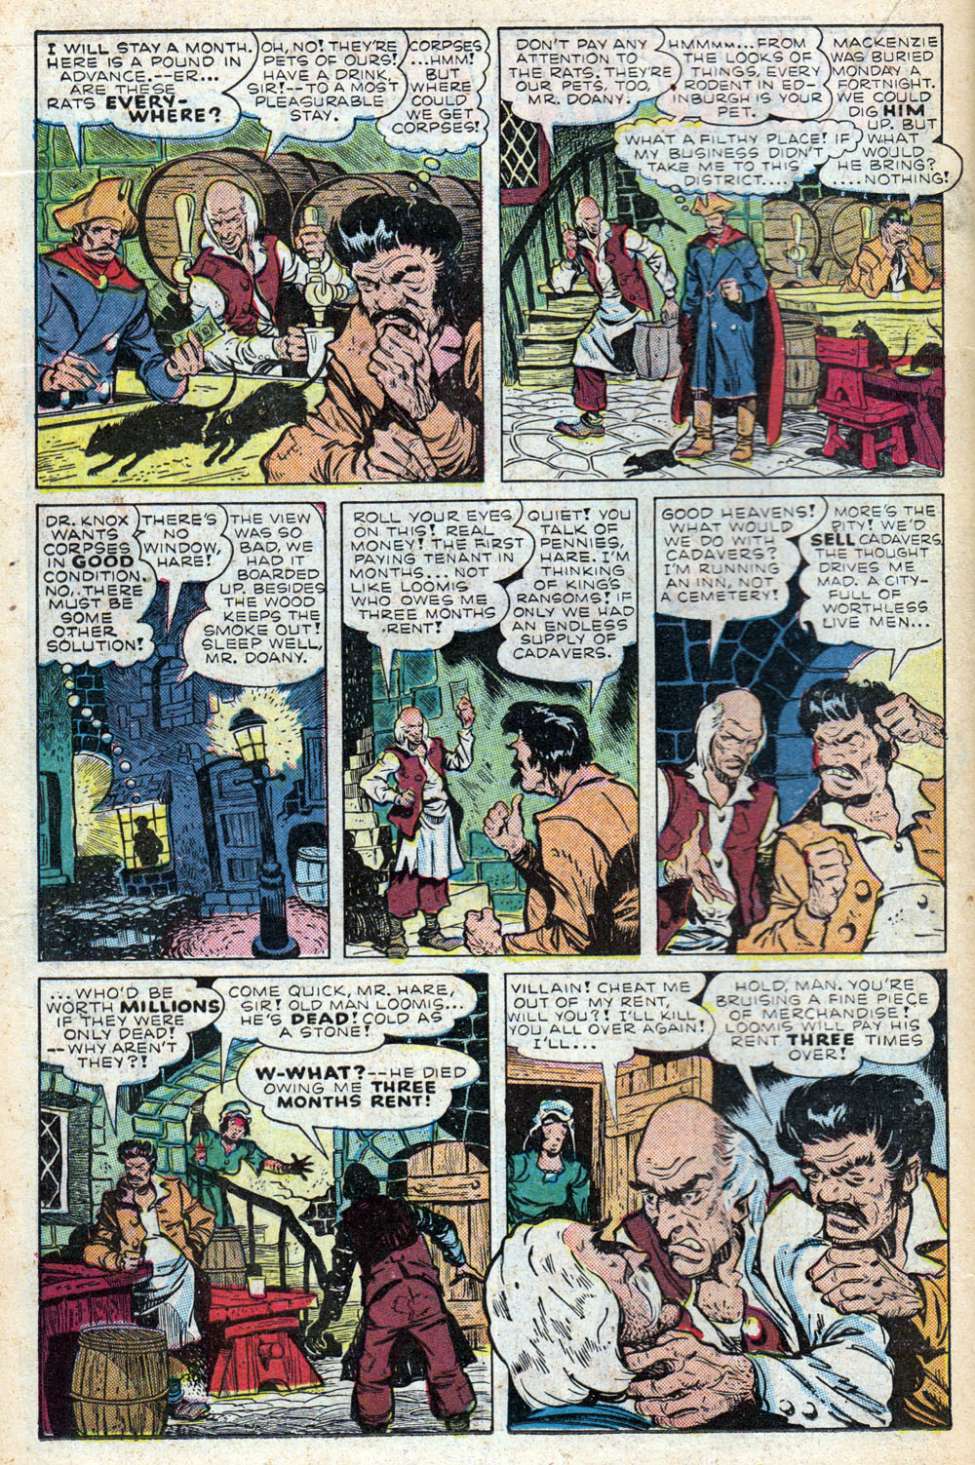 I WILL STAY A MONTH.
HERE IS A POUND IN
ADVANCE.--ER...
ARE THESE
RATS EVERY-
WHERE?
OH, NO! THEY'RE
PETS OF OURS!
HAVE A DRINK,
SIR!--TO A MOST
PLEASURABLE
STAY.
CORPSES
...HMM!
BUT
WHERE
COULD
WE GET
CORPSES!
DON'T PAY ANY
ATTENTION TO
THE RATS. THEY'RE
OUR PETS, TOO,
MR. DOANY.
HMMMM...FROM
THE LOOKS OF
THINGS, EVERY
RODENT IN ED-
INBURGH IS YOUR
PET.
WHAT A FILTHY PLACE! IF
MY BUSINESS DIDN'T
TAKE ME TO THIS
DISTRICT....
MACKENZIE
WAS BURIED
MONDAY A
FORTNIGHT.
WE COULD
DIG HIM
UP, BUT
WHAT
WOULD
HE BRING?
....NOTHING!
DR. KNOX
WANTS
CORPSES
IN GOOD
CONDITION.
NO, THERE
MUST BE
SOME
OTHER
SOLUTION!
THERE'S
NO
WINDOW,
HARE!
THE VIEW
WAS SO
BAD, WE
HAD IT
BOARDED
UP. BESIDES
THE WOOD
KEEPS THE
SMOKE OUT!
SLEEP WELL,
MR. DOANY.
ROLL YOUR EYES
ON THIS! REAL
MONEY! THE FIRST
PAYING TENANT IN
MONTHS... NOT
LIKE LOOMIS
WHO OWES ME
THREE MONTHS
RENT!
QUIET! YOU
TALK OF
PENNIES,
HARE. I'M
THINKING
OF KING'S
RANSOMS! IF
ONLY WE HAD
AN ENDLESS
SUPPLY OF
CADAVERS.
GOOD HEAVENS!
WHAT WOULD
WE DO WITH
CADAVERS?
I'M RUNNING
AN INN, NOT
A CEMETERY!
MORE'S THE
PITY! WE'D
SELL CADAVERS.
THE THOUGHT
DRIVES ME
MAD. A CITY-
FULL OF
WORTHLESS
LIVE MEN...
...WHO'D BE
WORTH MILLIONS
IF THEY WERE
ONLY DEAD!
--WHY AREN'T
THEY?!
COME QUICK, MR. HARE,
SIR! OLD MAN LOOMIS...
HE'S DEAD! COLD AS
A STONE!
W-WHAT?--HE DIED
OWING ME THREE
MONTHS RENT!
VILLAIN! CHEAT ME
OUT OF MY RENT,
WILL YOU?! I'LL KILL
YOU ALL OVER AGAIN!
I'LL...
HOLD, MAN. YOU'RE
BRUISING A FINE PIECE
OF MERCHANDISE!
LOOMIS WILL PAY HIS
RENT THREE TIMES
OVER!